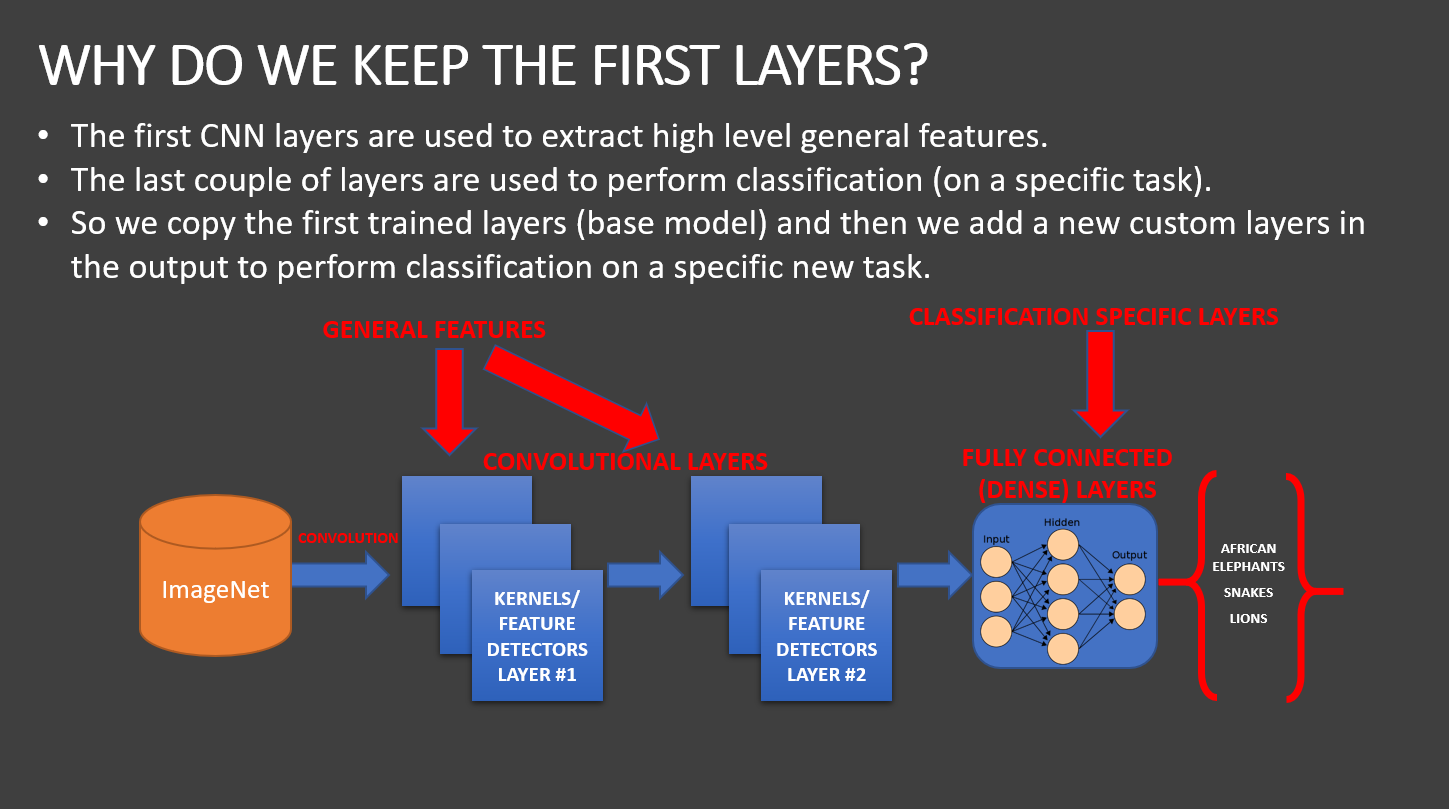 WHY DO WE KEEP THE FIRST LAYERS?
• The first CNN layers are used to extract high level general features.
• The last couple of layers are used to perform classification (on a specific task).
• So we copy the first trained layers (base model) and then we add a new custom layers in
the output to perform classification on a specific new task.
GENERAL FEATURES
CLASSIFICATION SPECIFIC LAYERS
CONVOLUTIONAL LAYERS
FULLY CONNECTED
(DENSE) LAYERS
ImageNet
CONVOLUTION
KERNELS/
FEATURE
DETECTORS
LAYER #1
KERNELS/
FEATURE
DETECTORS
LAYER #2
Input
Hidden
Output
AFRICAN
ELEPHANTS
SNAKES
LIONS